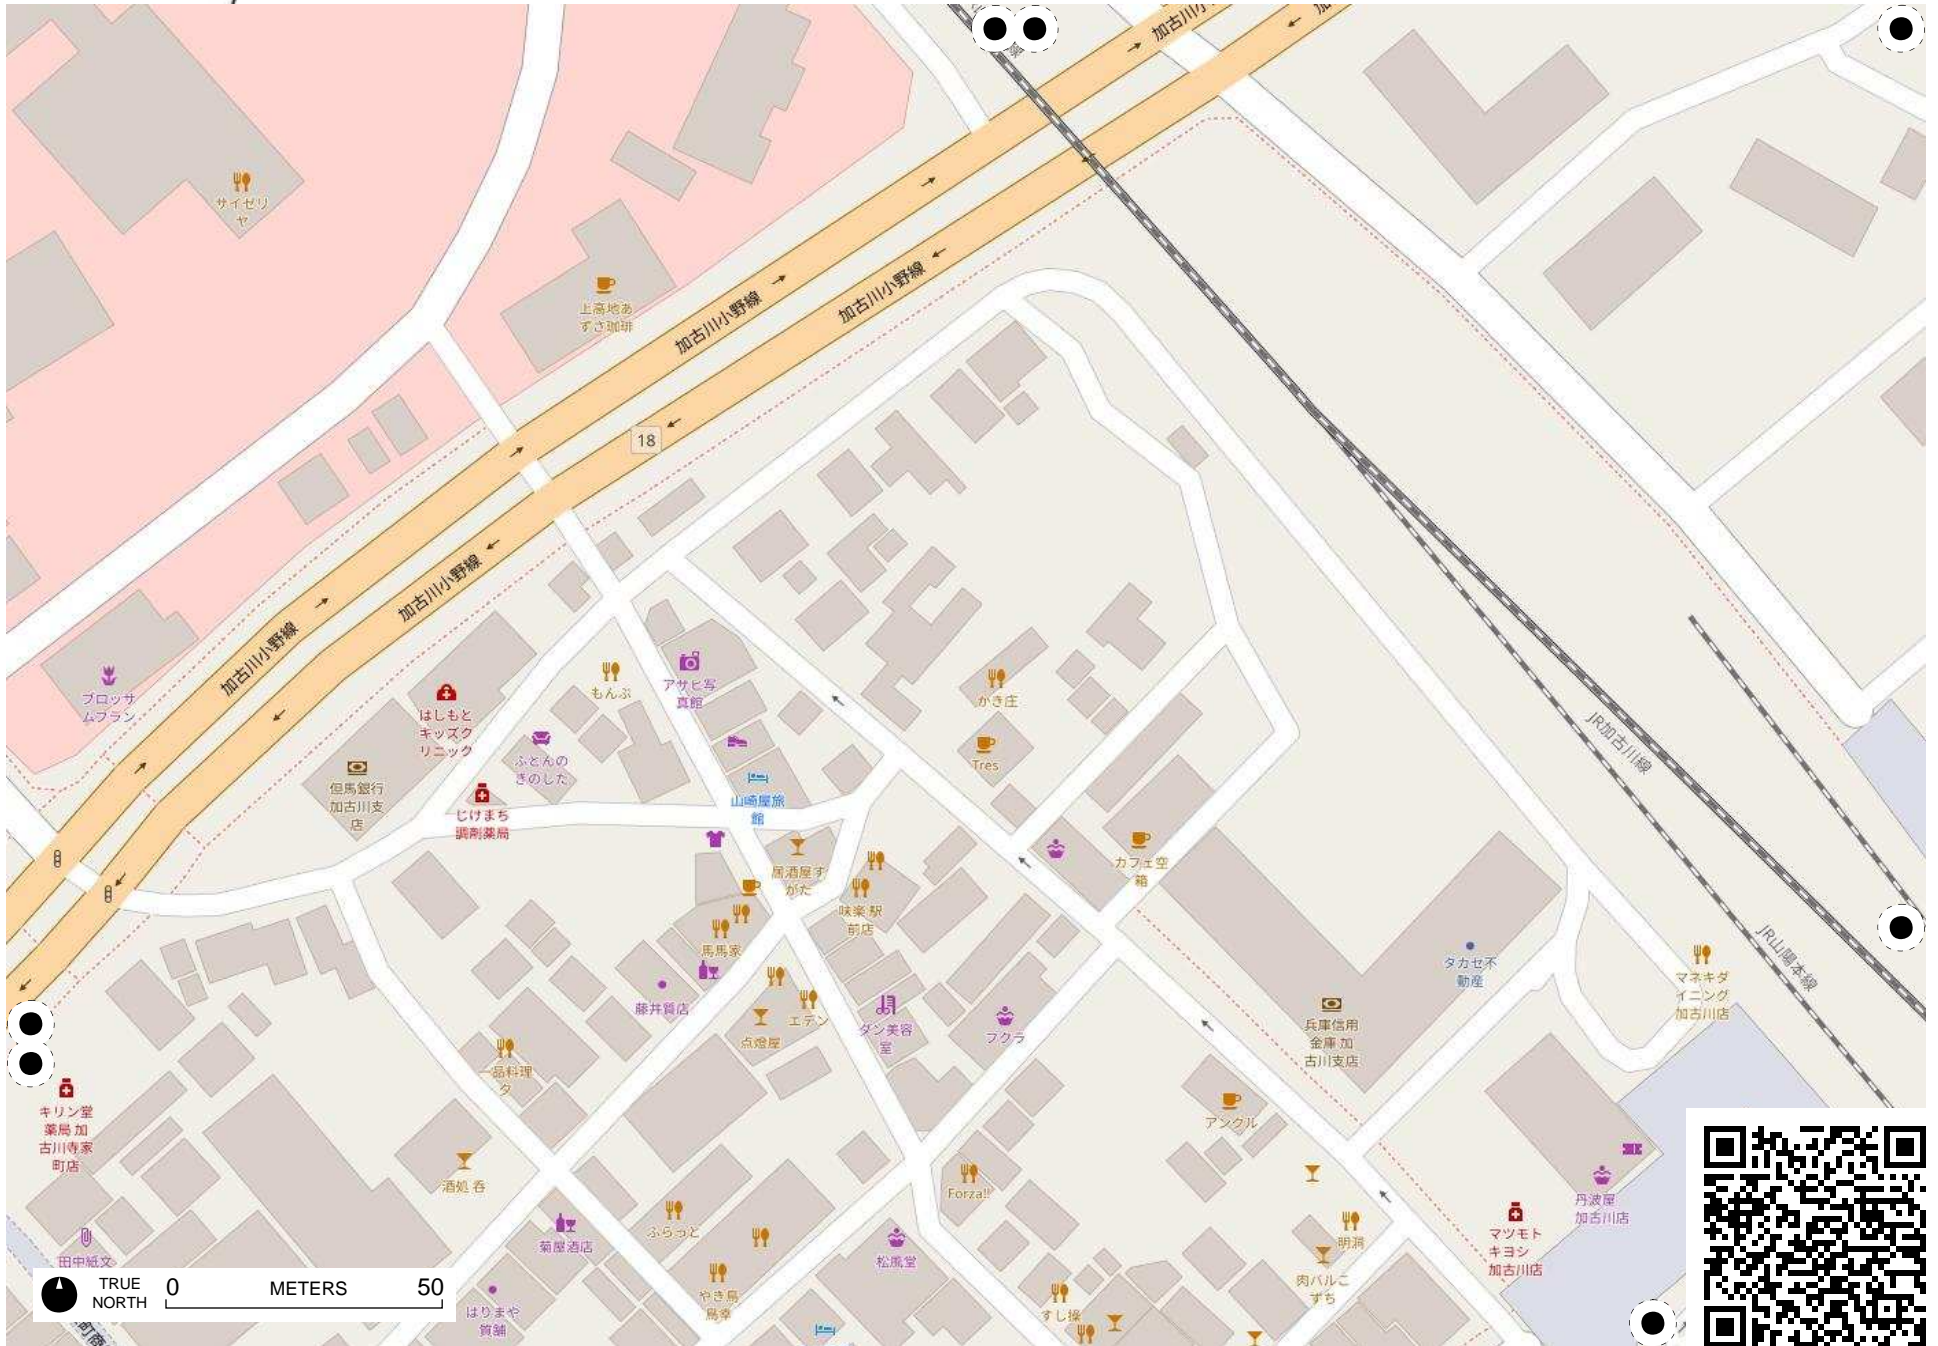 加古川小
サイゼリ
ヤ
上高地あ
ずさ珈琲
加古川小野線
加古川小野線
18
加古川小野線
加古川小野線
ブロッサ
ムフラン
はしもと
キッズク
リニック
もんぷ
アサヒ写
真館
かき庄
Tres
ふとんの
きのした
但馬銀行
加古川支
店
じけまち
調剤薬局
山崎屋旅
館
JR加古川線
JR山陽本線
居酒屋す
がた
カフェ空
箱
味楽 駅
前店
馬馬家
藤井質店
エデン
点燈屋
ダン美容
室
フクラ
タカセ不
動産
マネキダ
イニング
加古川店
兵庫信用
金庫 加
古川支店
一品料理
夕
アングル
キリン堂
薬局 加
古川寺家
町店
酒処 呑
Forza!!
ふらっと
菊屋酒店
松風堂
明洞
丹波屋
加古川店
マツモト
キヨシ
加古川店
田中紙文
肉バルこ
ずち
やき鳥
鳥幸
すし操
はりまや
質舗
町商
TRUE
NORTH
0 METERS 50